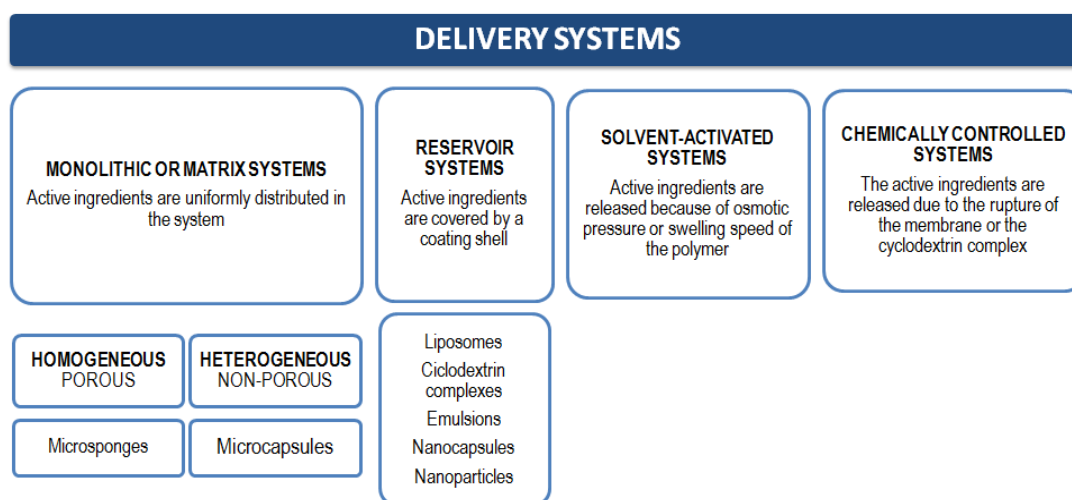 DELIVERY SYSTEMS
MONOLITHIC OR MATRIX SYSTEMS
Active ingredients are uniformly distributed in
the system
RESERVOIR
SYSTEMS
Active ingredients
are covered by a
coating shell
SOLVENT-ACTIVATED
SYSTEMS
Active ingredients are
released because of osmotic
pressure or swelling speed of
the polymer
CHEMICALLY CONTROLLED
SYSTEMS
The active ingredients are
released due to the rupture of
the membrane or the
cyclodextrin complex
HOMOGENEOUS
POROUS
HETEROGENEOUS
NON-POROUS
Microsponges
Microcapsules
Liposomes
Ciclodextrin
complexes
Emulsions
Nanocapsules
Nanoparticles